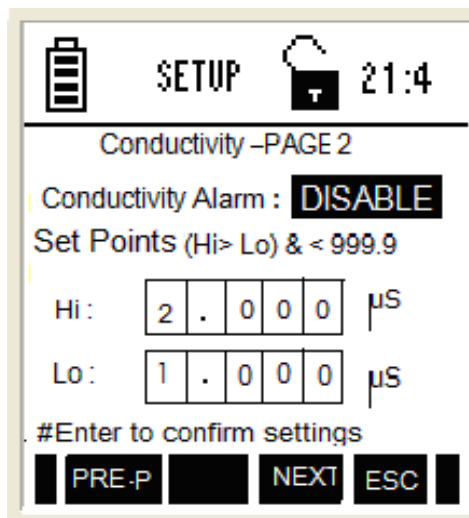 SETUP 21:4
Conductivity –PAGE 2
Conductivity Alarm : DISABLE
Set Points (Hi> Lo) & < 999.9
Hi : 2 . 0 0 0 µS
Lo : 1 . 0 0 0 µS
. #Enter to confirm settings
PRE-P NEXT ESC